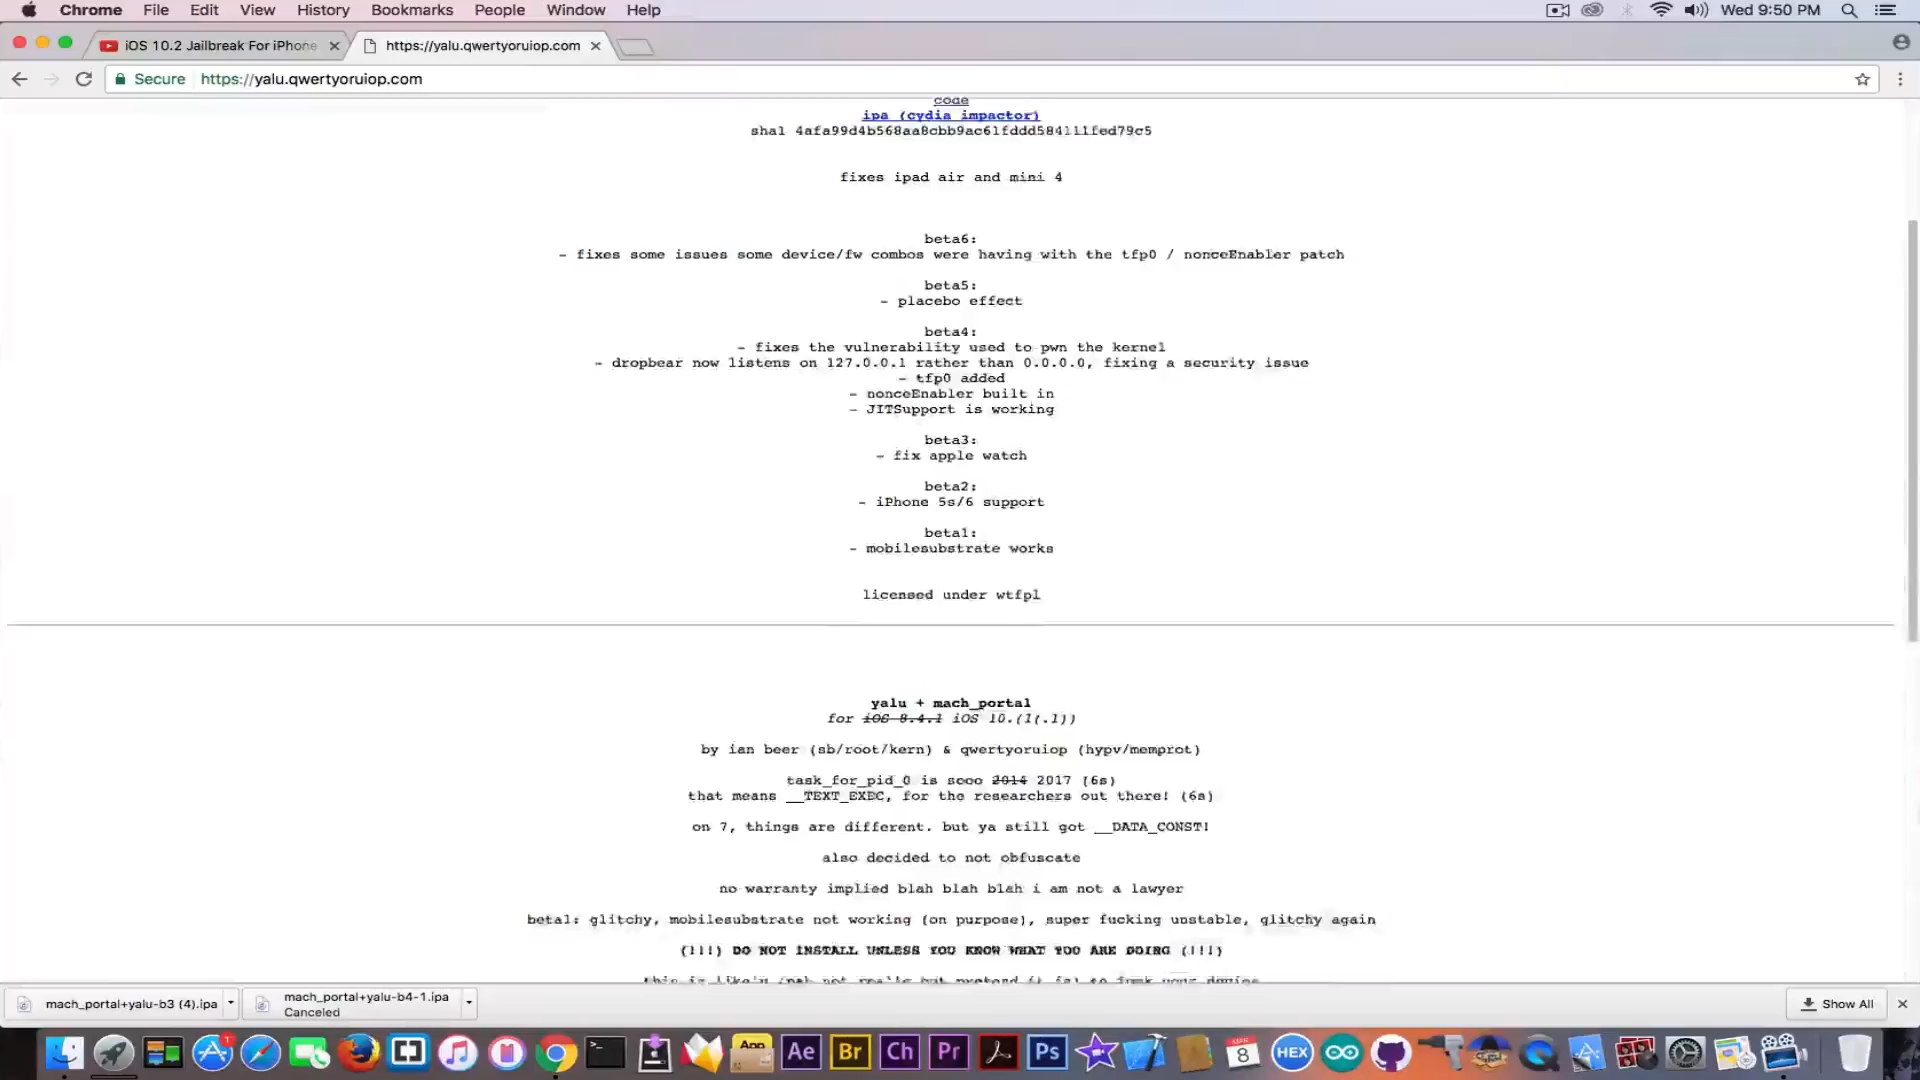 Chrome File Edit View History Bookmarks People Window Help Wed 9:50 PM
iOS 10.2 Jailbreak For iPhone https://yalu.qwertyoruiop.com
Secure https://yalu.qwertyoruiop.com
code
ipa (cydia impactor)
sha1 4afa99d4b568aa8cbb9ac61fddd584111fed79c5
fixes ipad air and mini 4
beta6:
- fixes some issues some device/fw combos were having with the tfp0 / nonceEnabler patch
beta5:
- placebo effect
beta4:
- fixes the vulnerability used to pwn the kernel
- dropbear now listens on 127.0.0.1 rather than 0.0.0.0, fixing a security issue
- tfp0 added
- nonceEnabler built in
- JITSupport is working
beta3:
- fix apple watch
beta2:
- iPhone 5s/6 support
beta1:
- mobilesubstrate works
licensed under wtfpl
yalu + mach_portal
for iOS 8.4.1 iOS 10.(1(.1))
by ian beer (sb/root/kern) & qwertyoruiop (hypv/memprot)
task_for_pid_0 is sooo 2014 2017 (6s)
that means __TEXT_EXEC, for the researchers out there! (6s)
on 7, things are different. but ya still got __DATA_CONST!
also decided to not obfuscate
no warranty implied blah blah blah i am not a lawyer
beta1: glitchy, mobilesubstrate not working (on purpose), super fucking unstable, glitchy again
(!!!) DO NOT INSTALL UNLESS YOU KNOW WHAT YOU ARE DOING (!!!)
mach_portal+yalu-b3 (4).ipa
mach_portal+yalu-b4-1.ipa
Canceled
Show All
1
App
Ae
Br
Ch
Pr
Ps
MAR
8
HEX